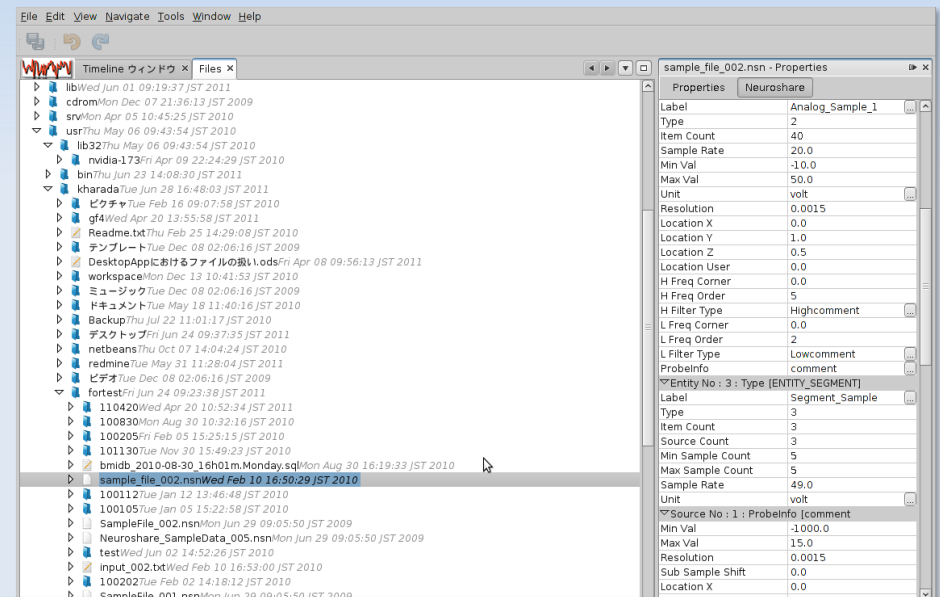 File Edit View Navigate Tools Window Help
Timeline ウィンドウ × Files ×
libWed Jun 01 09:19:37 JST 2011
cdromMon Dec 07 21:36:13 JST 2009
srvMon Apr 05 10:45:25 JST 2010
usrThu May 06 09:43:54 JST 2010
lib32Thu May 06 09:43:54 JST 2010
nvidia-173Fri Apr 09 22:24:29 JST 2010
binThu Jun 23 14:08:30 JST 2011
kharadaTue Jun 28 16:48:03 JST 2011
ピクチャTue Feb 16 09:07:58 JST 2010
gf4Wed Apr 20 13:55:58 JST 2011
Readme.txtThu Feb 25 14:29:08 JST 2010
テンプレートTue Dec 08 02:06:16 JST 2009
DesktopAppにおけるファイルの扱い.odsFri Apr 08 09:56:13 JST 2011
workspaceMon Dec 13 10:41:53 JST 2010
ミュージックTue Dec 08 02:06:16 JST 2009
ドキュメントTue May 18 11:40:16 JST 2010
BackupThu Jul 22 11:01:17 JST 2010
デスクトップFri Jun 24 09:37:35 JST 2011
netbeansThu Oct 07 14:04:24 JST 2010
redmineTue May 31 11:28:04 JST 2011
ビデオTue Dec 08 02:06:16 JST 2009
fortestFri Jun 24 09:23:38 JST 2011
110420Wed Apr 20 10:52:34 JST 2011
100830Mon Aug 30 10:32:16 JST 2010
100205Fri Feb 05 15:25:15 JST 2010
101130Tue Nov 30 15:49:23 JST 2010
bmidb_2010-08-30_16h01m.Monday.sqlMon Aug 30 16:19:33 JST 2010
sample_file_002.nsnWed Feb 10 16:50:29 JST 2010
100112Tue Jan 12 13:46:48 JST 2010
100105Tue Jan 05 15:22:58 JST 2010
SampleFile_002.nsnMon Jun 29 09:05:50 JST 2009
Neuroshare_SampleData_005.nsnMon Jun 29 09:05:50 JST 2009
testWed Jun 02 14:52:26 JST 2010
input_002.txtWed Feb 10 16:53:00 JST 2010
100202Tue Feb 02 14:18:12 JST 2010
SampleFile_001.nsnMon Jun 29 09:05:50 JST 2009
sample_file_002.nsn - Properties
Properties Neuroshare
Label Analog_Sample_1 ...
Type 2
Item Count 40
Sample Rate 20.0
Min Val -10.0
Max Val 50.0
Unit volt ...
Resolution 0.0015
Location X 0.0
Location Y 1.0
Location Z 0.5
Location User 0.0
H Freq Corner 0.0
H Freq Order 5
H Filter Type Highcomment ...
L Freq Corner 0.0
L Freq Order 2
L Filter Type Lowcomment ...
ProbeInfo comment ...
Entity No : 3 : Type [ENTITY_SEGMENT]
Label Segment_Sample ...
Type 3
Item Count 3
Source Count 3
Min Sample Count 5
Max Sample Count 5
Sample Rate 49.0
Unit volt ...
Source No : 1 : ProbeInfo [comment
Min Val -1000.0
Max Val 15.0
Resolution 0.0015
Sub Sample Shift 0.0
Location X 0.0